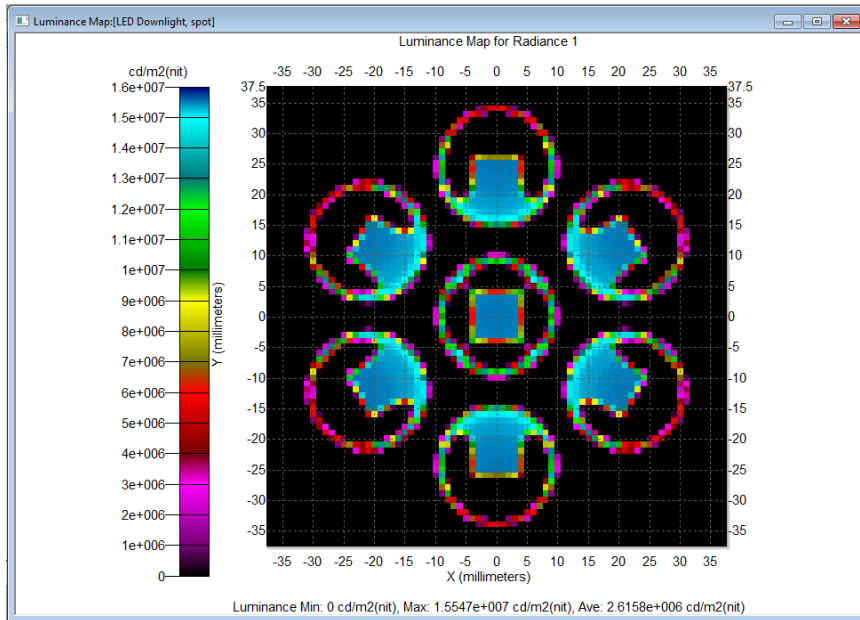 Luminance Map:[LED Downlight, spot]
Luminance Map for Radiance 1
cd/m2(nit)
-35 -30 -25 -20 -15 -10 -5 0 5 10 15 20 25 30 35
1.6e+007
1.5e+007
1.4e+007
1.3e+007
1.2e+007
1.1e+007
1e+007
9e+006
8e+006
7e+006
6e+006
5e+006
4e+006
3e+006
2e+006
1e+006
0
Y (millimeters)
37.5
35
30
25
20
15
10
5
0
-5
-10
-15
-20
-25
-30
-35
37.5
35
30
25
20
15
10
5
0
-5
-10
-15
-20
-25
-30
-35
-35 -30 -25 -20 -15 -10 -5 0 5 10 15 20 25 30 35
X (millimeters)
Luminance Min: 0 cd/m2(nit), Max: 1.5547e+007 cd/m2(nit), Ave: 2.6158e+006 cd/m2(nit)